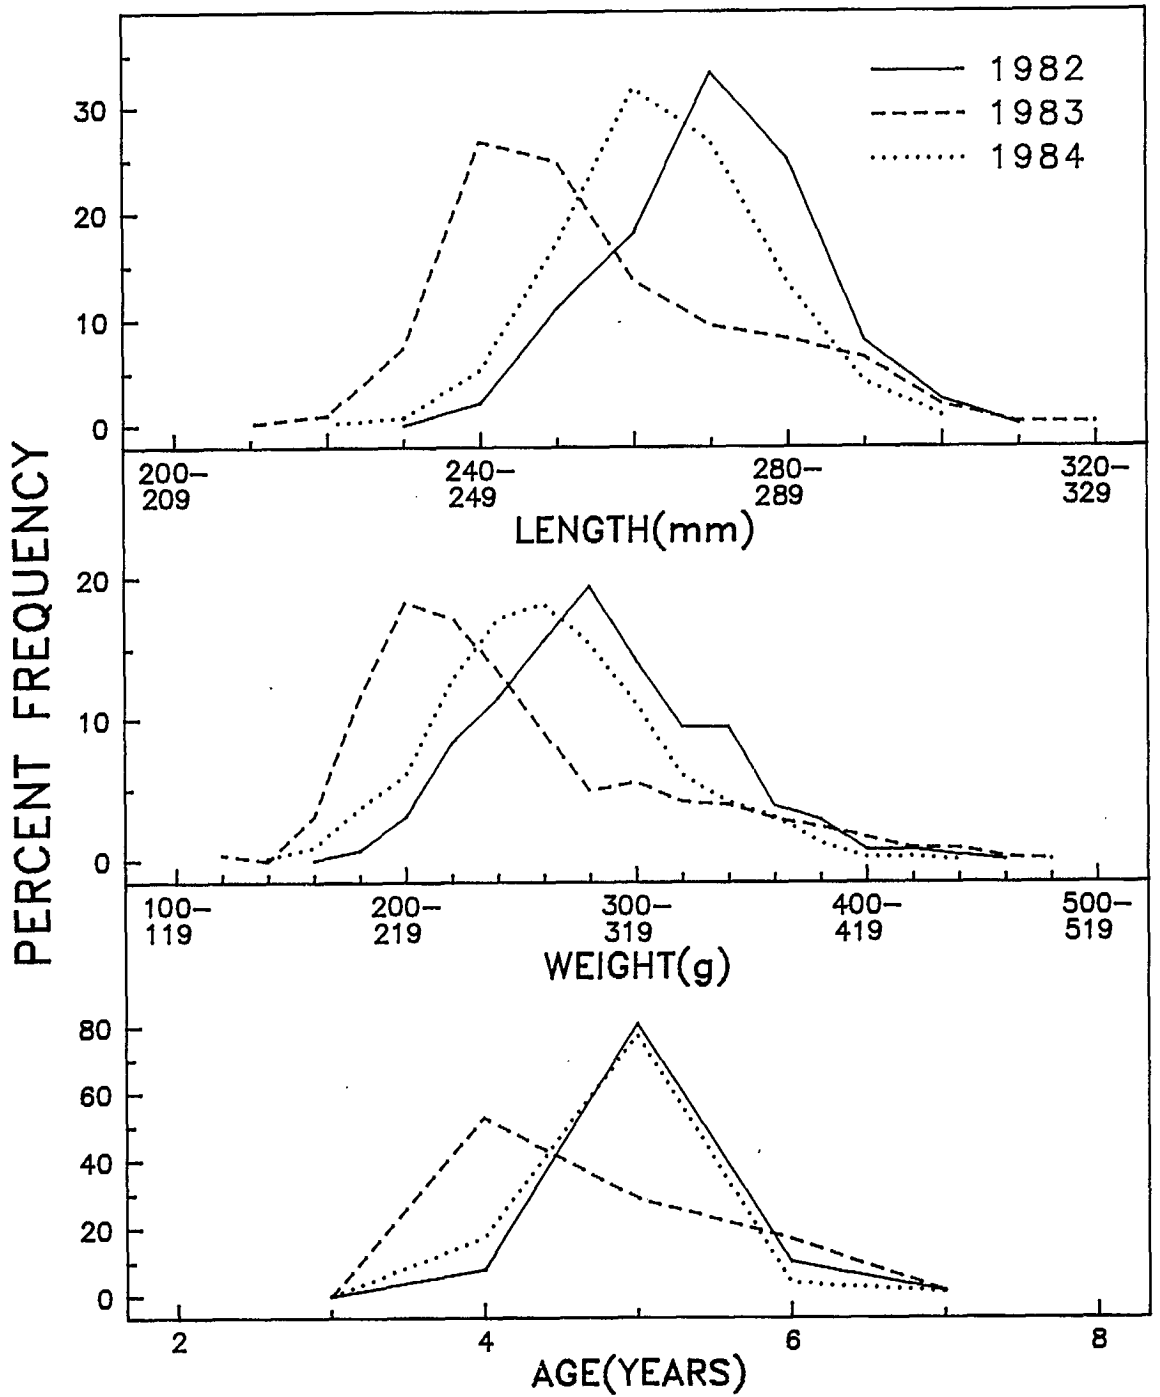 PERCENT FREQUENCY
1982
1983
1984
30
20
10
0
200- 240- 280- 320-
209 249 289 329
LENGTH(mm)
20
10
0
100- 200- 300- 400- 500-
119 219 319 419 519
WEIGHT(g)
80
60
40
20
0
2 4 6 8
AGE(YEARS)